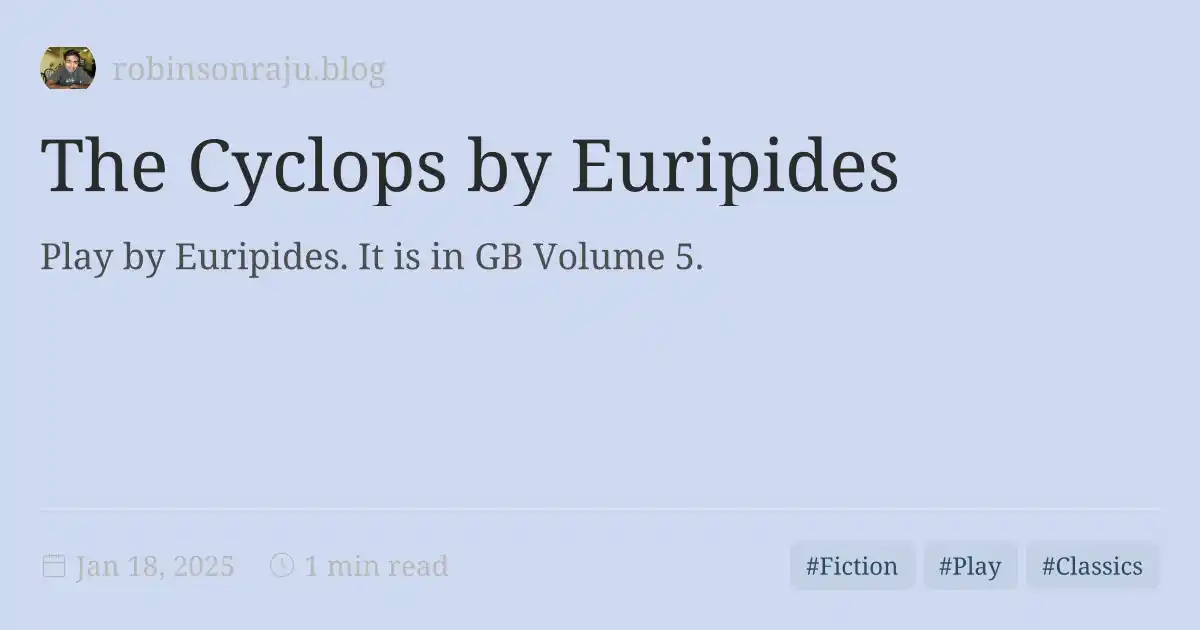 robinsonraju.blog
The Cyclops by Euripides
Play by Euripides. It is in GB Volume 5.
Jan 18, 2025 1 min read #Fiction #Play #Classics